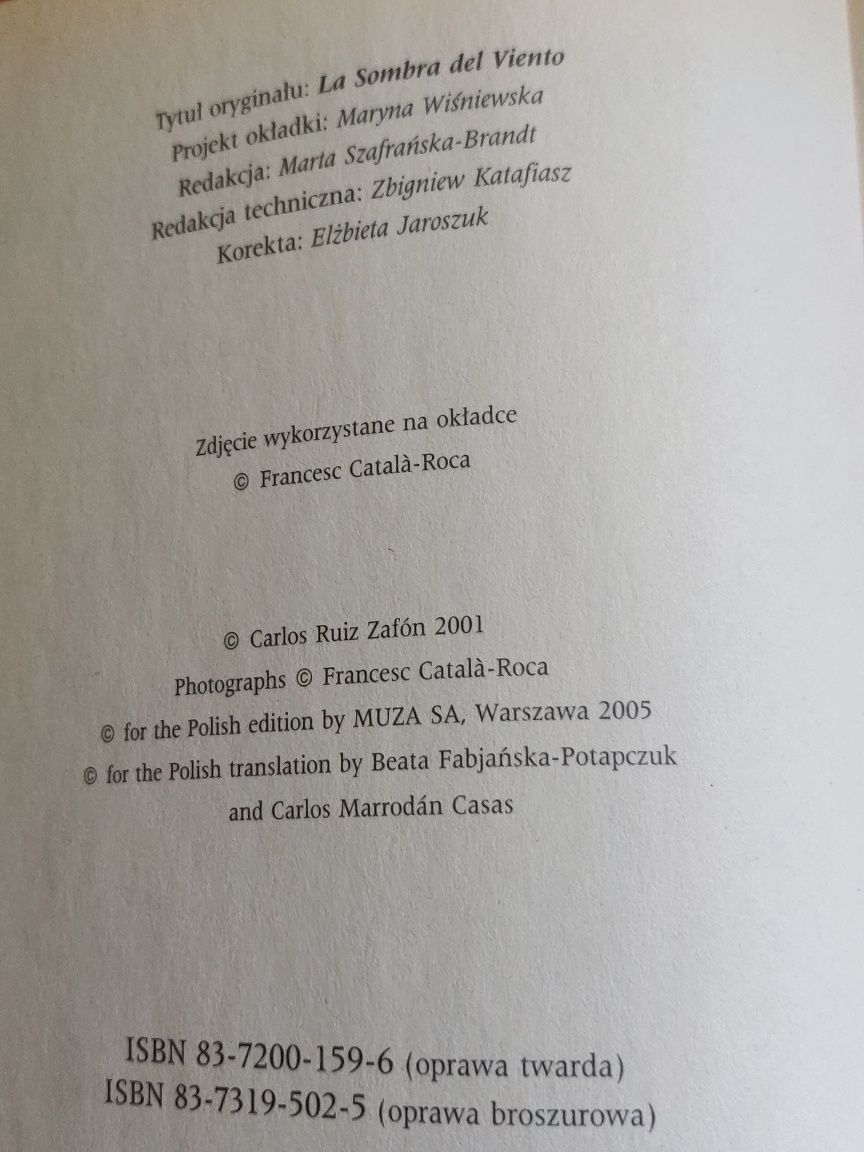 Tytuł oryginału: La Sombra del Viento
Projekt okładki: Maryna Wiśniewska
Redakcja: Marta Szafrańska-Brandt
Redakcja techniczna: Zbigniew Katafiasz
Korekta: Elżbieta Jaroszuk
Zdjęcie wykorzystane na okładce
© Francesc Català-Roca
© Carlos Ruiz Zafón 2001
Photographs © Francesc Català-Roca
© for the Polish edition by MUZA SA, Warszawa 2005
© for the Polish translation by Beata Fabjańska-Potapczuk
and Carlos Marrodán Casas
ISBN 83-7200-159-6 (oprawa twarda)
ISBN 83-7319-502-5 (oprawa broszurowa)